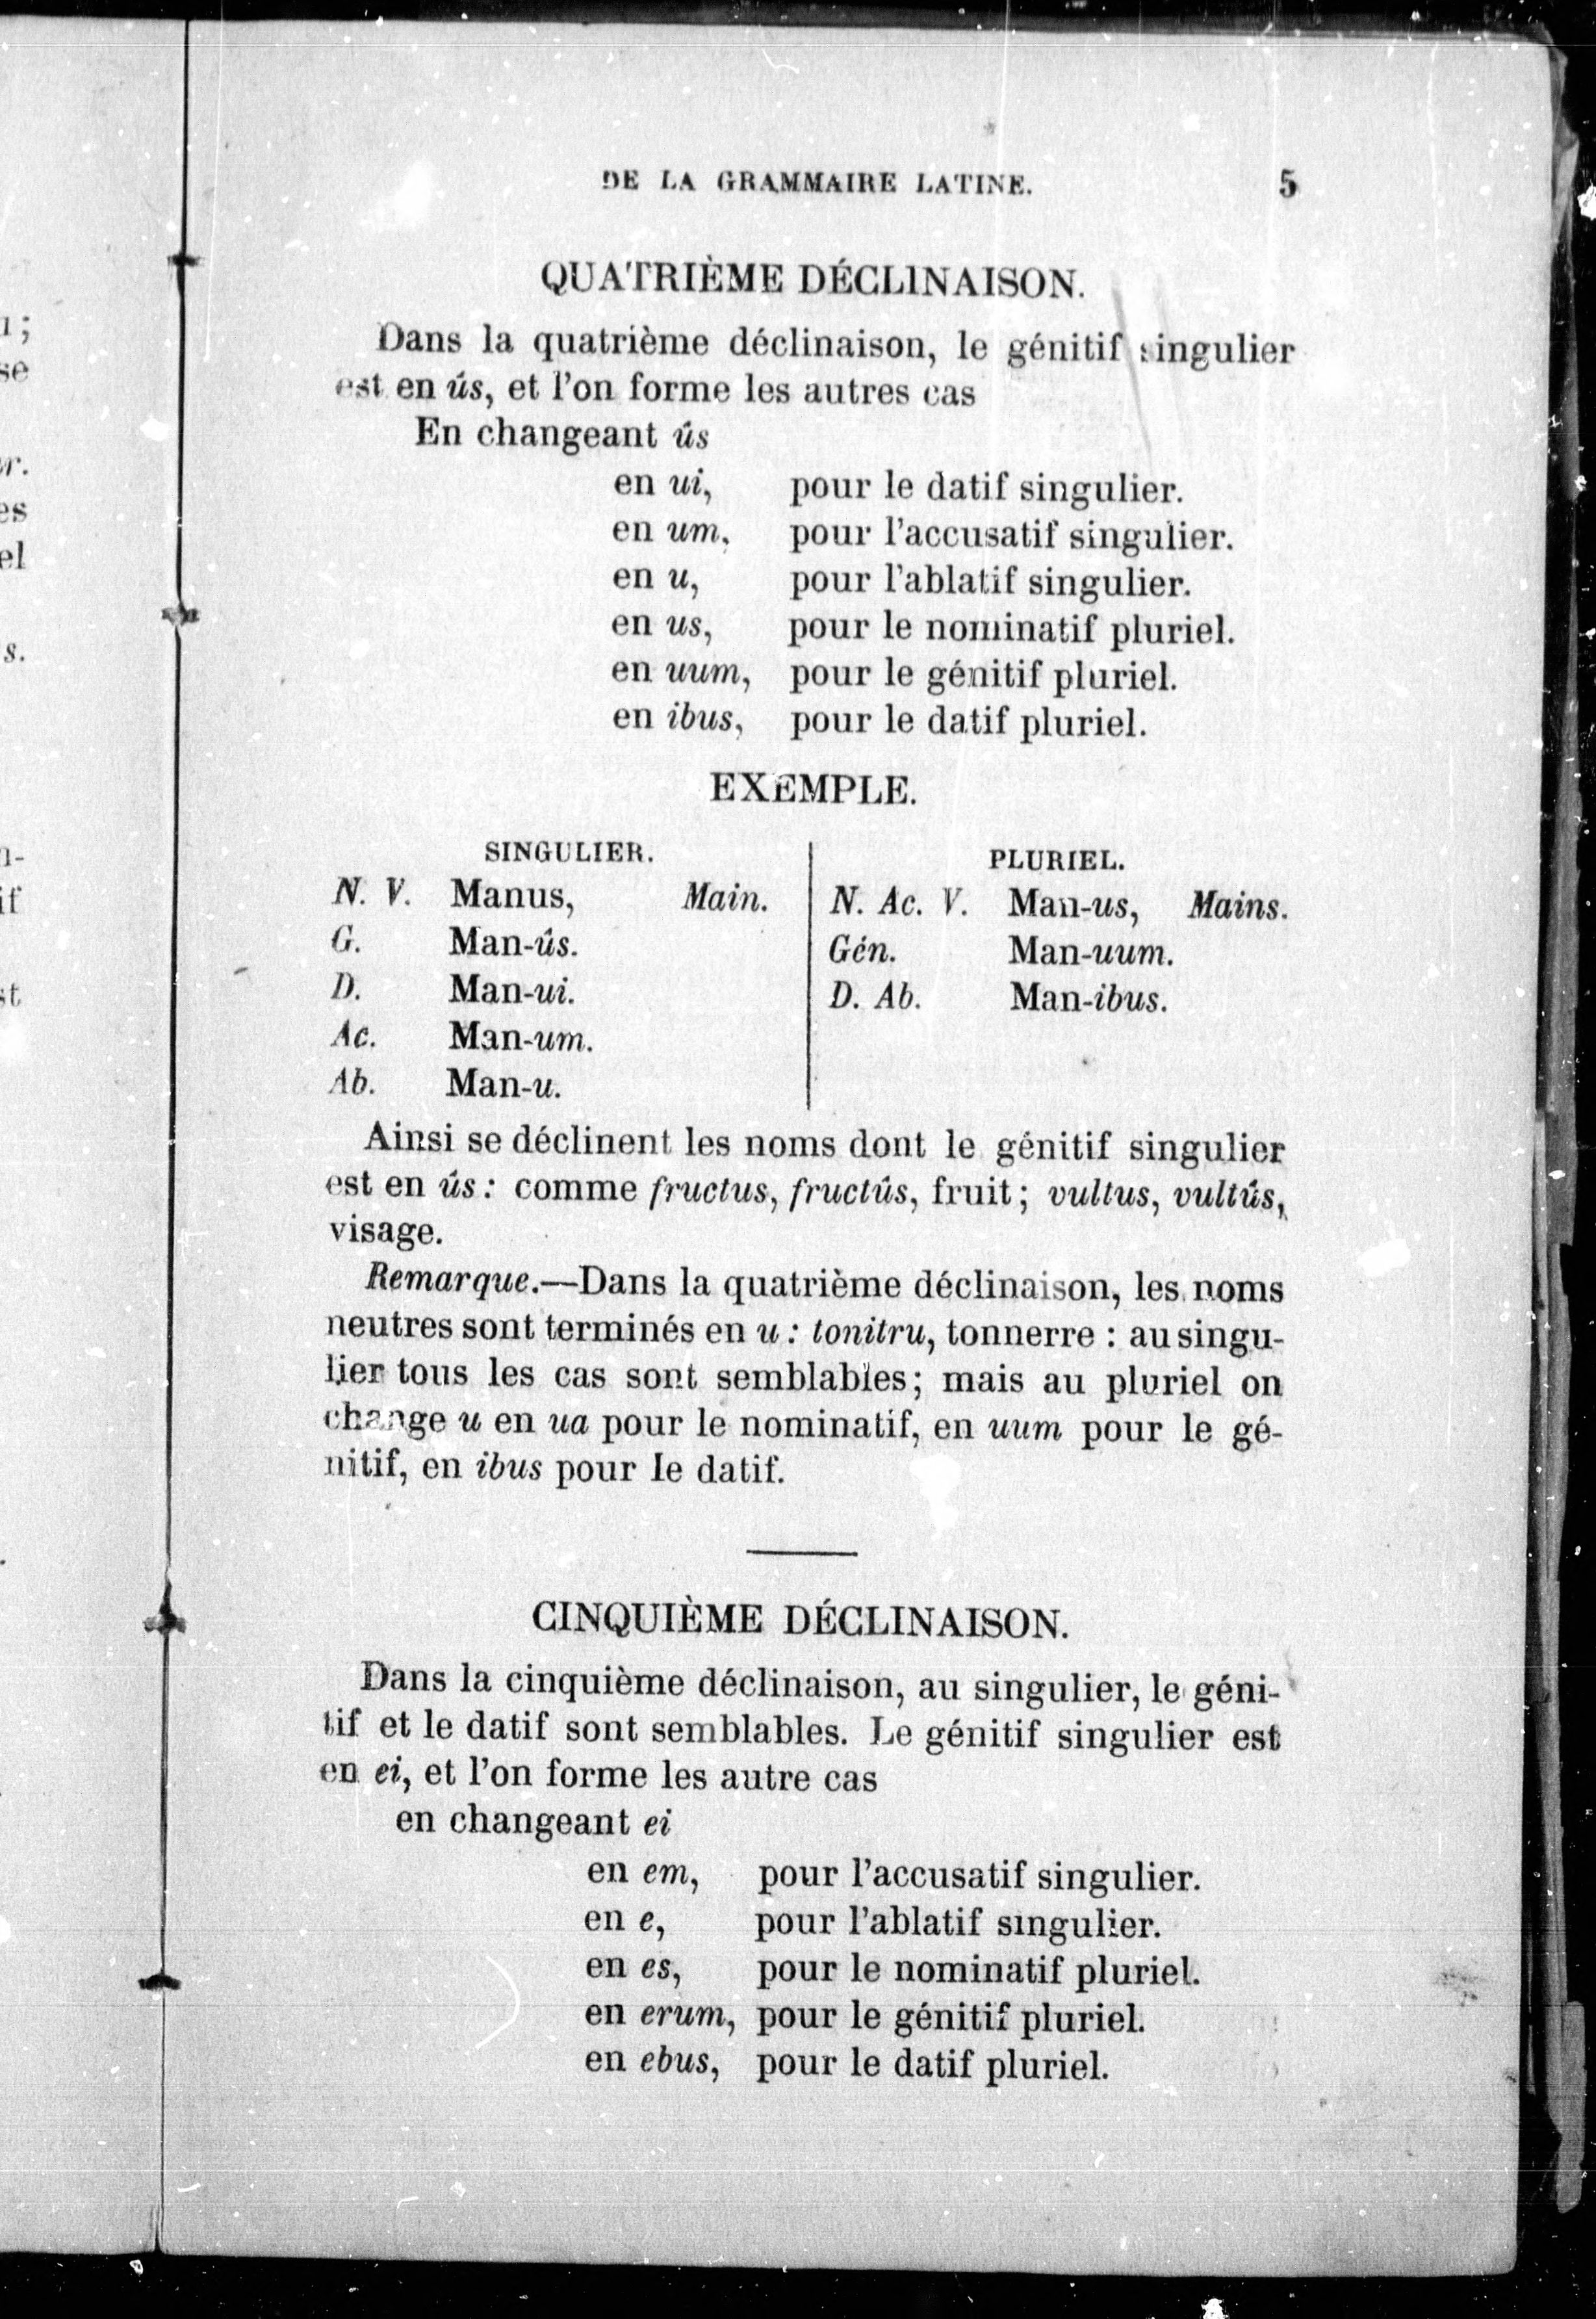 DE LA GRAMMAIRE LATINE. 5
QUATRIÈME DÉCLINAISON.
Dans la quatrième déclinaison, le génitif singulier
est en ûs, et l'on forme les autres cas
En changeant ûs
en ui, pour le datif singulier.
en um, pour l'accusatif singulier.
en u, pour l'ablatif singulier.
en us, pour le nominatif pluriel.
en uum, pour le génitif pluriel.
en ibus, pour le datif pluriel.
EXEMPLE.
SINGULIER.
N. V. Manus, Main.
G. Man-ûs.
D. Man-ui.
Ac. Man-um.
Ab. Man-u.
PLURIEL.
N. Ac. V. Man-us, Mains.
Gén. Man-uum.
D. Ab. Man-ibus.
Ainsi se déclinent les noms dont le génitif singulier
est en ûs : comme fructus, fructûs, fruit ; vultus, vultûs,
visage.
Remarque.—Dans la quatrième déclinaison, les noms
neutres sont terminés en u : tonitru, tonnerre : au singu-
lier tous les cas sont semblables ; mais au pluriel on
change u en ua pour le nominatif, en uum pour le gé-
nitif, en ibus pour le datif.
CINQUIÈME DÉCLINAISON.
Dans la cinquième déclinaison, au singulier, le géni-
tif et le datif sont semblables. Le génitif singulier est
en ei, et l'on forme les autre cas
en changeant ei
en em, pour l'accusatif singulier.
en e, pour l'ablatif singulier.
en es, pour le nominatif pluriel.
en erum, pour le génitif pluriel.
en ebus, pour le datif pluriel.